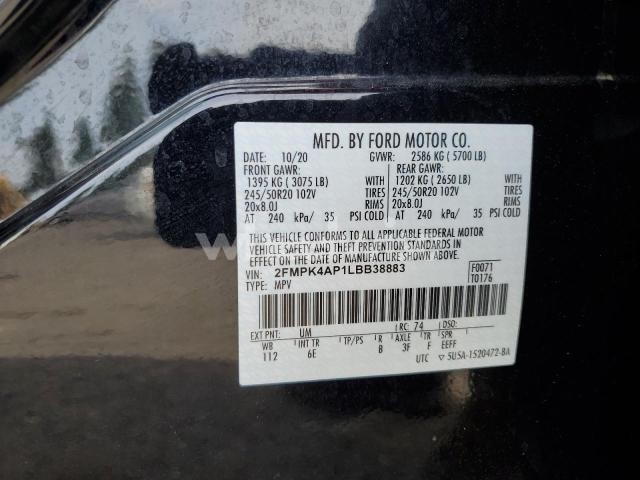 MFD. BY FORD MOTOR CO.
DATE: 10/20 GVWR: 2586 KG ( 5700 LB)
FRONT GAWR: REAR GAWR:
1395 KG ( 3075 LB) WITH 1202 KG ( 2650 LB) WITH
245/50R20 102V TIRES 245/50R20 102V TIRES
20x8.0J RIMS 20x8.0J RIMS
AT 240 kPa/ 35 PSI COLD AT 240 kPa/ 35 PSI COLD
THIS VEHICLE CONFORMS TO ALL APPLICABLE FEDERAL MOTOR
VEHICLE SAFETY AND THEFT PREVENTION STANDARDS IN
EFFECT ON THE DATE OF MANUFACTURE SHOWN ABOVE.
VIN: 2FMPK4AP1LBB38883 F0071
TYPE: MPV T0176
EXT PNT: UM RC: 74 DSO:
WB INT TR TP/PS R AXLE F SPR
112 6E B 3F F EEFF
UTC ▽ 5U5A-1520472-BA